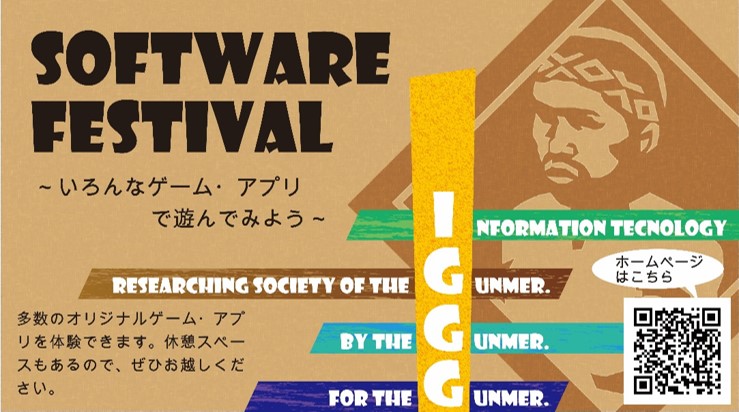 SOFTWARE
FESTIVAL
~いろんなゲーム・アプリ
で遊んでみよう~
INFORMATION TECNOLOGY
RESEARCHING SOCIETY OF THE GUNMER.
BY THE GUNMER.
FOR THE GUNMER.
多数のオリジナルゲーム・アプ
リを体験できます。休憩スペー
スもあるので、ぜひお越しくだ
さい。
ホームページ
はこちら